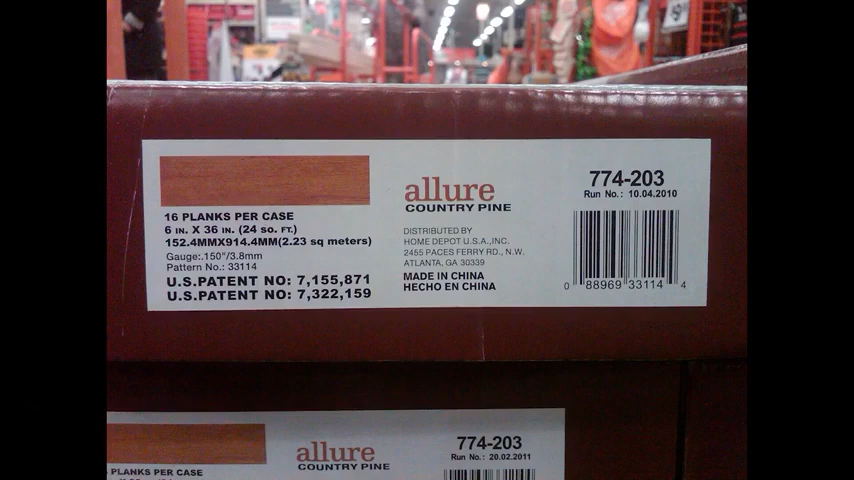 16 PLANKS PER CASE
6 IN. X 36 IN. (24 SQ. FT.)
152.4MMX914.4MM(2.23 sq meters)
Gauge:.150"/3.8mm
Pattern No.: 33114
U.S.PATENT NO: 7,155,871
U.S.PATENT NO: 7,322,159
allure
COUNTRY PINE
DISTRIBUTED BY
HOME DEPOT U.S.A.,INC.
2455 PACES FERRY RD., N.W.
ATLANTA, GA 30339
MADE IN CHINA
HECHO EN CHINA
774-203
Run No.: 10.04.2010
0 88969 33114 4
PLANKS PER CASE
allure
COUNTRY PINE
774-203
Run No.: 20.02.2011